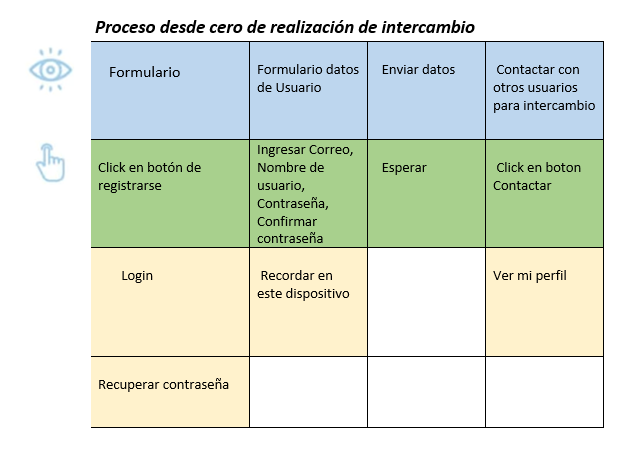 Proceso desde cero de realización de intercambio
Formulario
Formulario datos
de Usuario
Enviar datos
Contactar con
otros usuarios
para intercambio
Click en botón de
registrarse
Ingresar Correo,
Nombre de
usuario,
Contraseña,
Confirmar
contraseña
Esperar
Click en boton
Contactar
Login
Recordar en
este dispositivo
Ver mi perfil
Recuperar contraseña